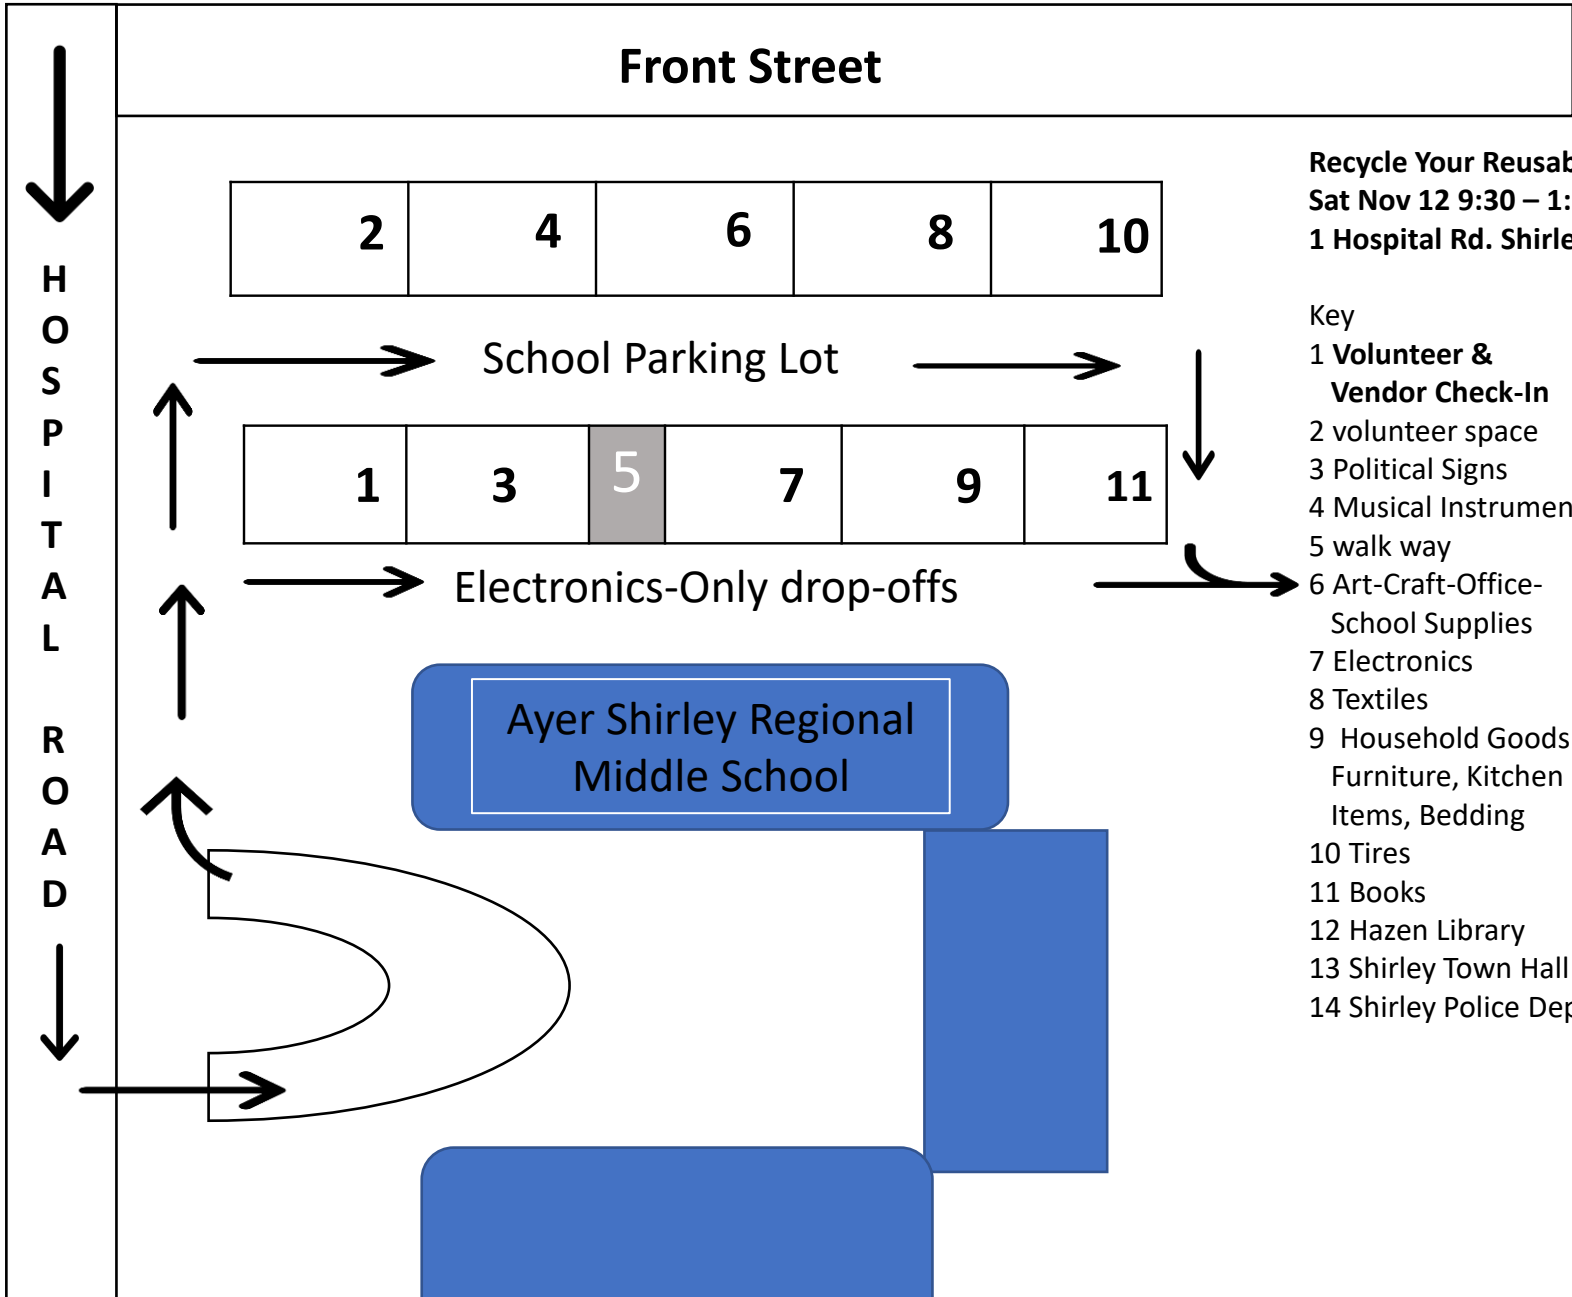 Front Street
HOSPITAL ROAD
2 4 6 8 10
School Parking Lot
1 3 5 7 9 11
Electronics-Only drop-offs
Ayer Shirley Regional
Middle School
Recycle Your Reusab
Sat Nov 12 9:30 – 1:
1 Hospital Rd. Shirle
Key
1 Volunteer &
Vendor Check-In
2 volunteer space
3 Political Signs
4 Musical Instrumen
5 walk way
6 Art-Craft-Office-
School Supplies
7 Electronics
8 Textiles
9 Household Goods
Furniture, Kitchen
Items, Bedding
10 Tires
11 Books
12 Hazen Library
13 Shirley Town Hall
14 Shirley Police Dep